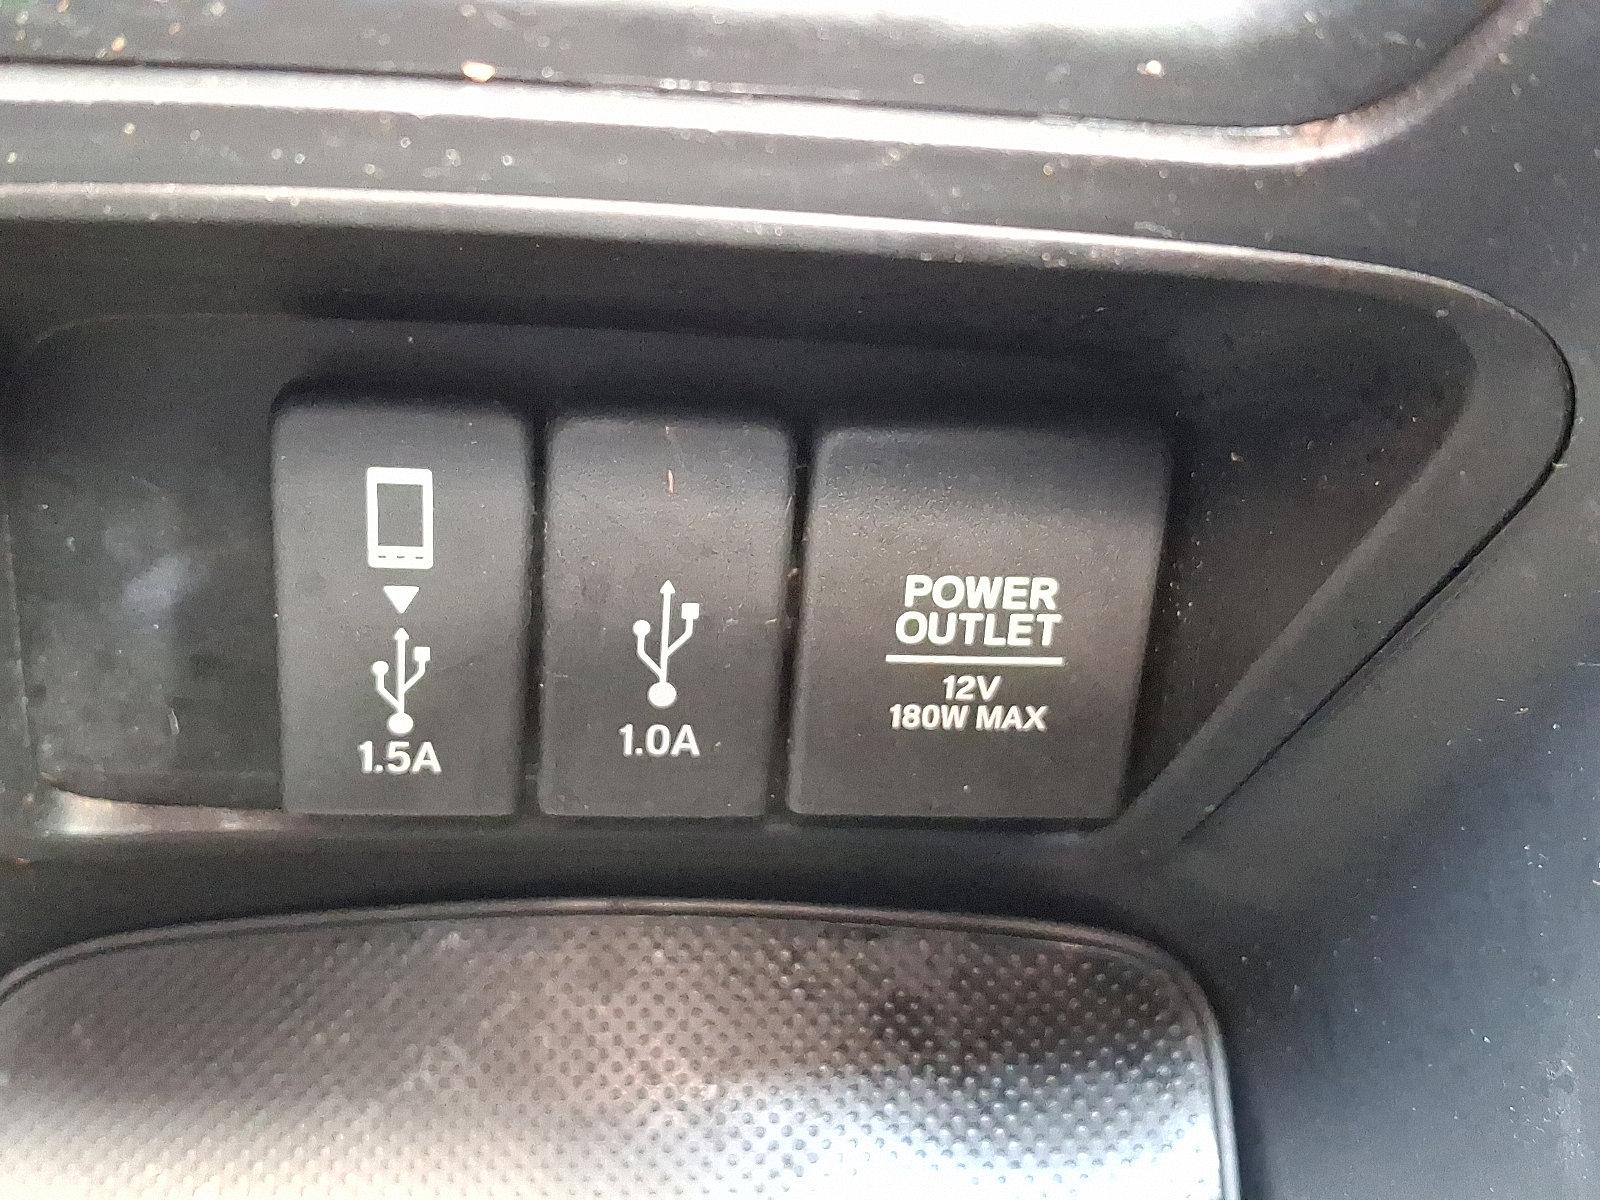 1.5A
1.0A
POWER
OUTLET
12V
180W MAX